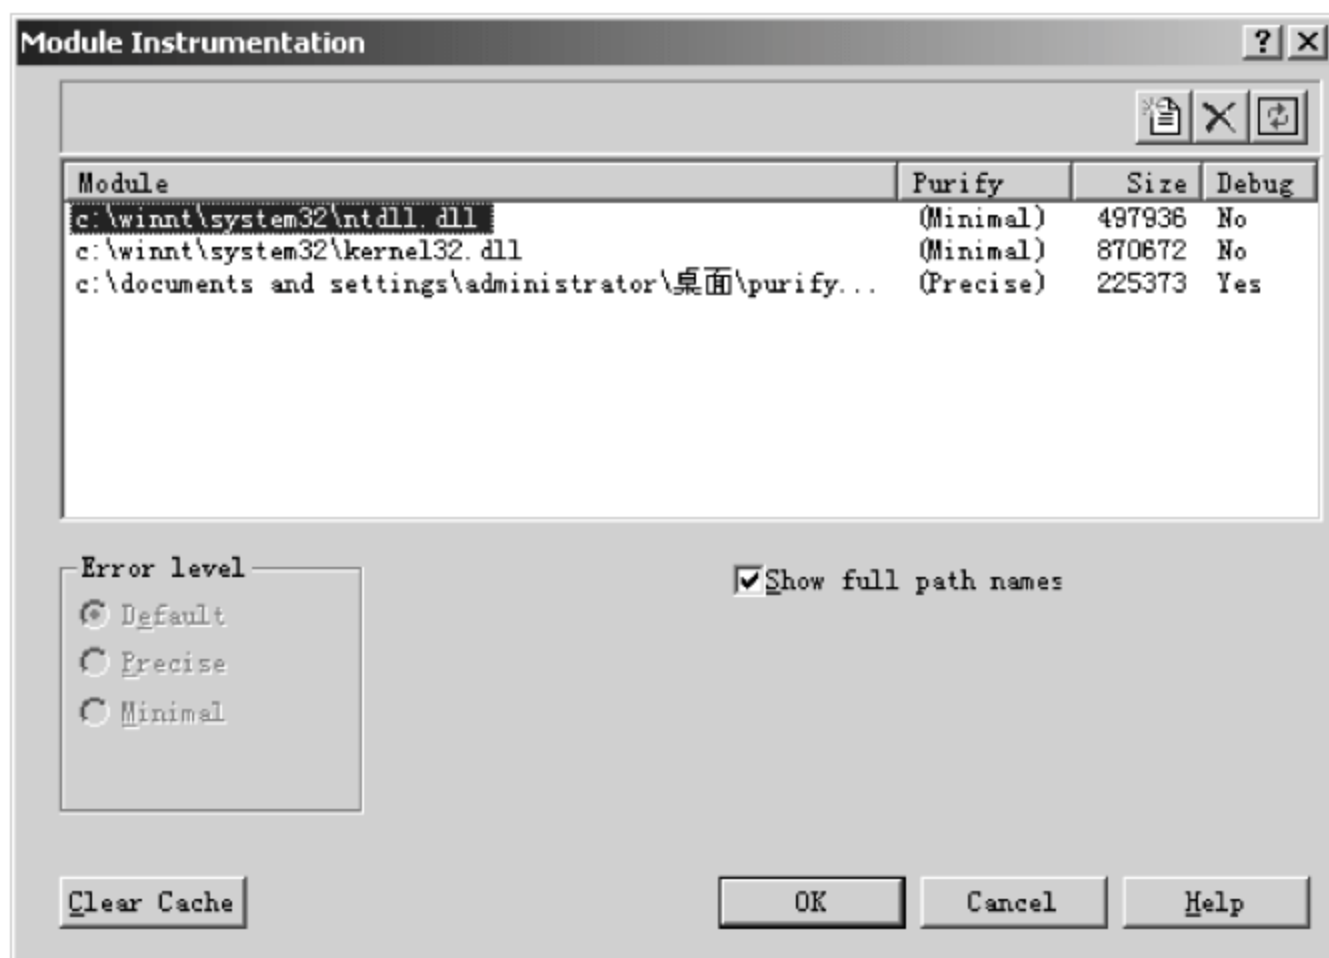 Module Instrumentation
Module Purify Size Debug
c:\winnt\system32\ntdll.dll (Minimal) 497936 No
c:\winnt\system32\kernel32.dll (Minimal) 870672 No
c:\documents and settings\administrator\桌面\purify... (Precise) 225373 Yes
Error level
Show full path names
Default
Precise
Minimal
Clear Cache OK Cancel Help